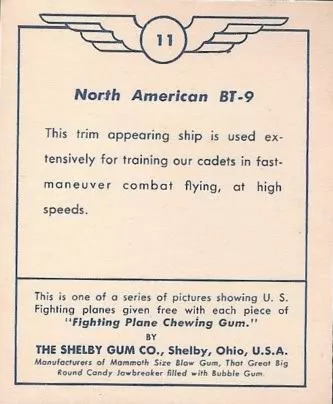 11
North American BT-9
This trim appearing ship is used ex-
tensively for training our cadets in fast-
maneuver combat flying, at high
speeds.
This is one of a series of pictures showing U. S.
Fighting planes given free with each piece of
"Fighting Plane Chewing Gum."
BY
THE SHELBY GUM CO., Shelby, Ohio, U.S.A.
Manufacturers of Mammoth Size Blow Gum, That Great Big
Round Candy Jawbreaker filled with Bubble Gum.